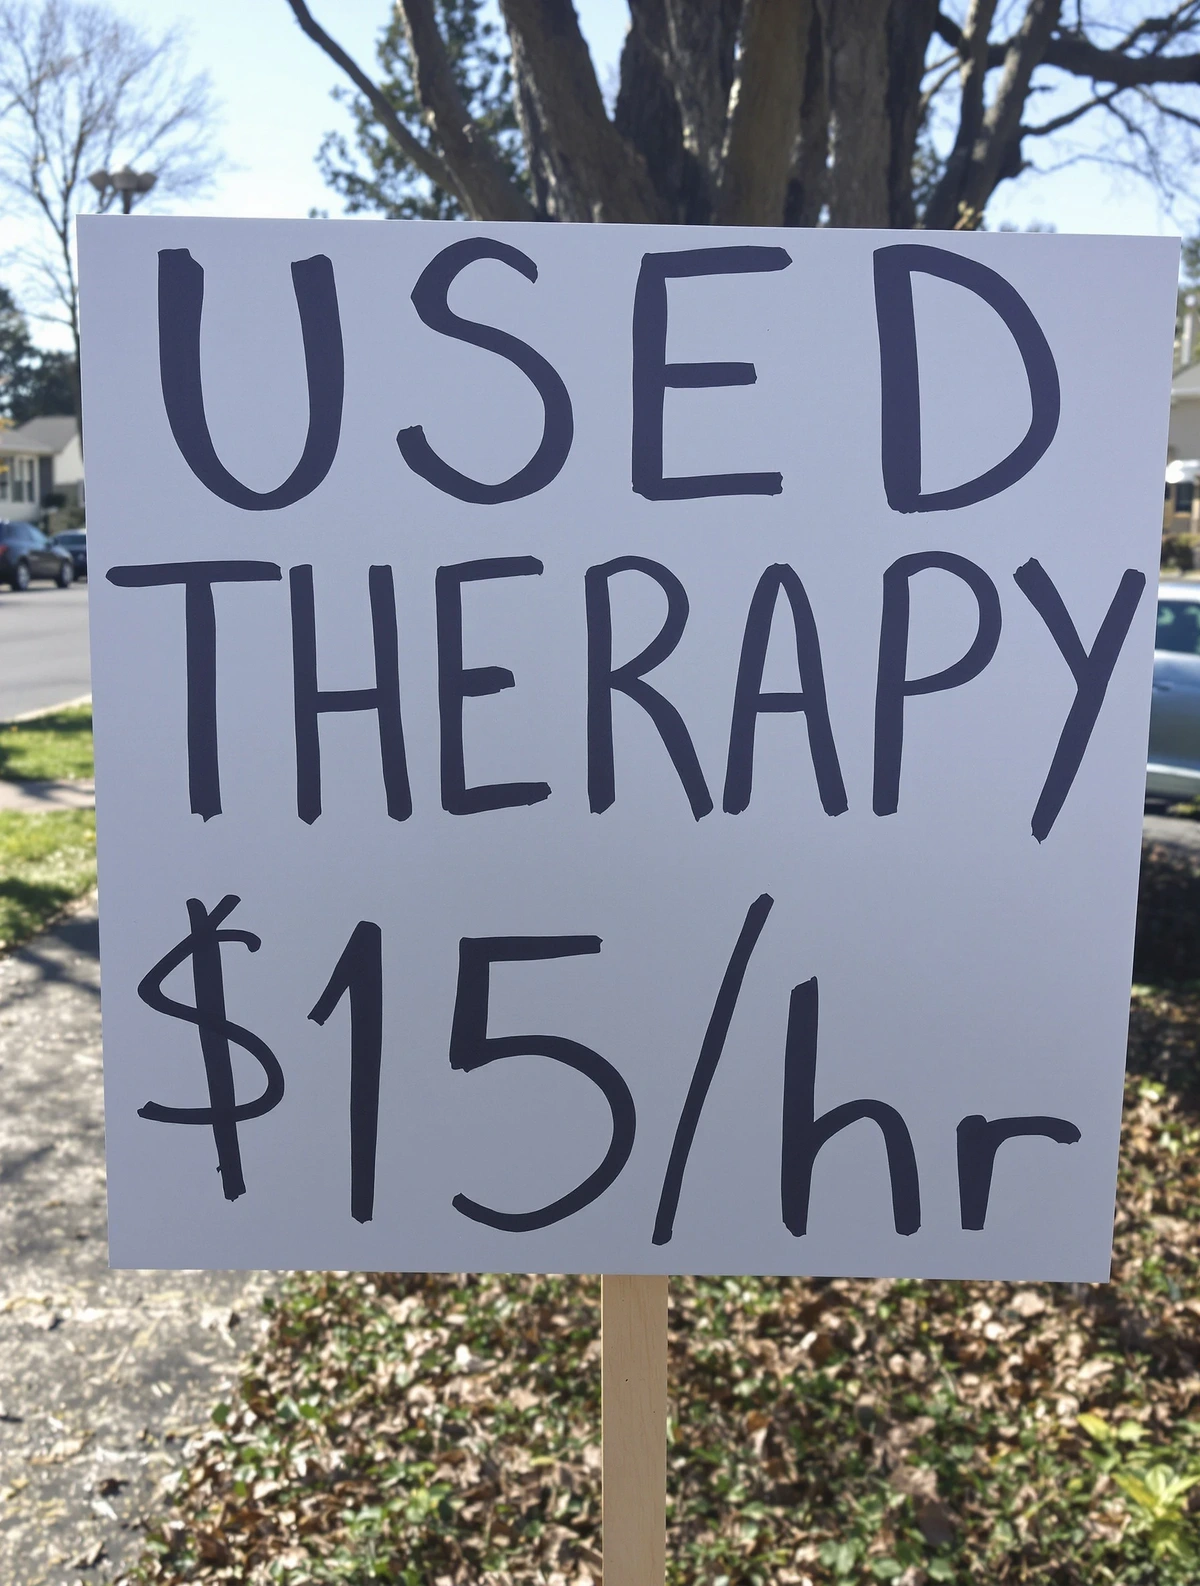 USED
THERAPY
$15/hr